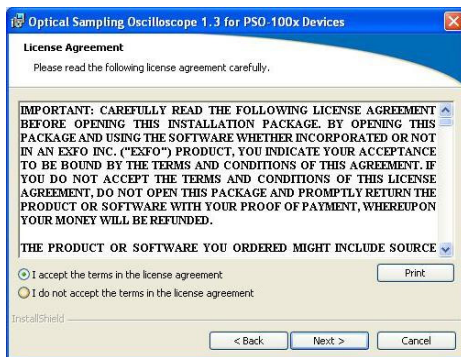 Optical Sampling Oscilloscope 1.3 for PSO-100x Devices
License Agreement
Please read the following license agreement carefully.
IMPORTANT: CAREFULLY READ THE FOLLOWING LICENSE AGREEMENT
BEFORE OPENING THIS INSTALLATION PACKAGE. BY OPENING THIS
PACKAGE AND USING THE SOFTWARE WHETHER INCORPORATED OR NOT
IN AN EXFO INC. ("EXFO") PRODUCT, YOU INDICATE YOUR ACCEPTANCE
TO BE BOUND BY THE TERMS AND CONDITIONS OF THIS AGREEMENT. IF
YOU DO NOT ACCEPT THE TERMS AND CONDITIONS OF THIS LICENSE
AGREEMENT, DO NOT OPEN THIS PACKAGE AND PROMPTLY RETURN THE
PRODUCT OR SOFTWARE WITH YOUR PROOF OF PAYMENT, WHEREUPON
YOUR MONEY WILL BE REFUNDED.
THE PRODUCT OR SOFTWARE YOU ORDERED MIGHT INCLUDE SOURCE
I accept the terms in the license agreement
Print
I do not accept the terms in the license agreement
InstallShield
< Back
Next >
Cancel